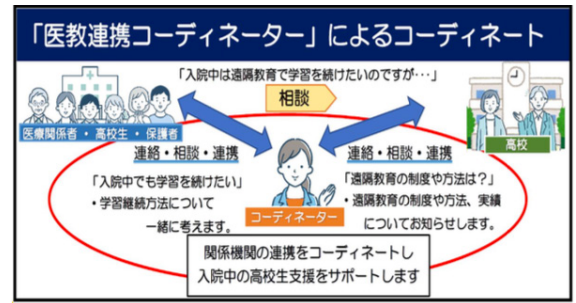 「医教連携コーディネーター」によるコーディネート
「入院中は遠隔教育で学習を続けたいのですが・・・」
相談
医療関係者・高校生・保護者
高校
連絡・相談・連携
連絡・相談・連携
「入院中でも学習を続けたい」
・学習継続方法について
一緒に考えます。
コーディネーター
「遠隔教育の制度や方法は？」
・遠隔教育の制度や方法、実績
についてお知らせします。
関係機関の連携をコーディネートし
入院中の高校生支援をサポートします